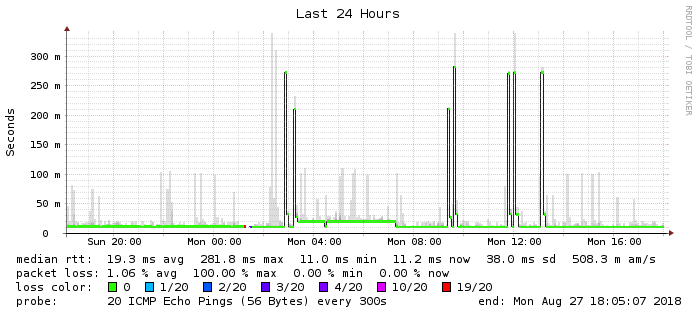 Last 24 Hours
RRDTOOL / TOBI OETIKER
Seconds
300 m
250 m
200 m
150 m
100 m
50 m
0
Sun 20:00 Mon 00:00 Mon 04:00 Mon 08:00 Mon 12:00 Mon 16:00
median rtt: 19.3 ms avg 281.8 ms max 11.0 ms min 11.2 ms now 38.0 ms sd 508.3 m am/s
packet loss: 1.06 % avg 100.00 % max 0.00 % min 0.00 % now
loss color: 0 1/20 2/20 3/20 4/20 10/20 19/20
probe: 20 ICMP Echo Pings (56 Bytes) every 300s end: Mon Aug 27 18:05:07 2018